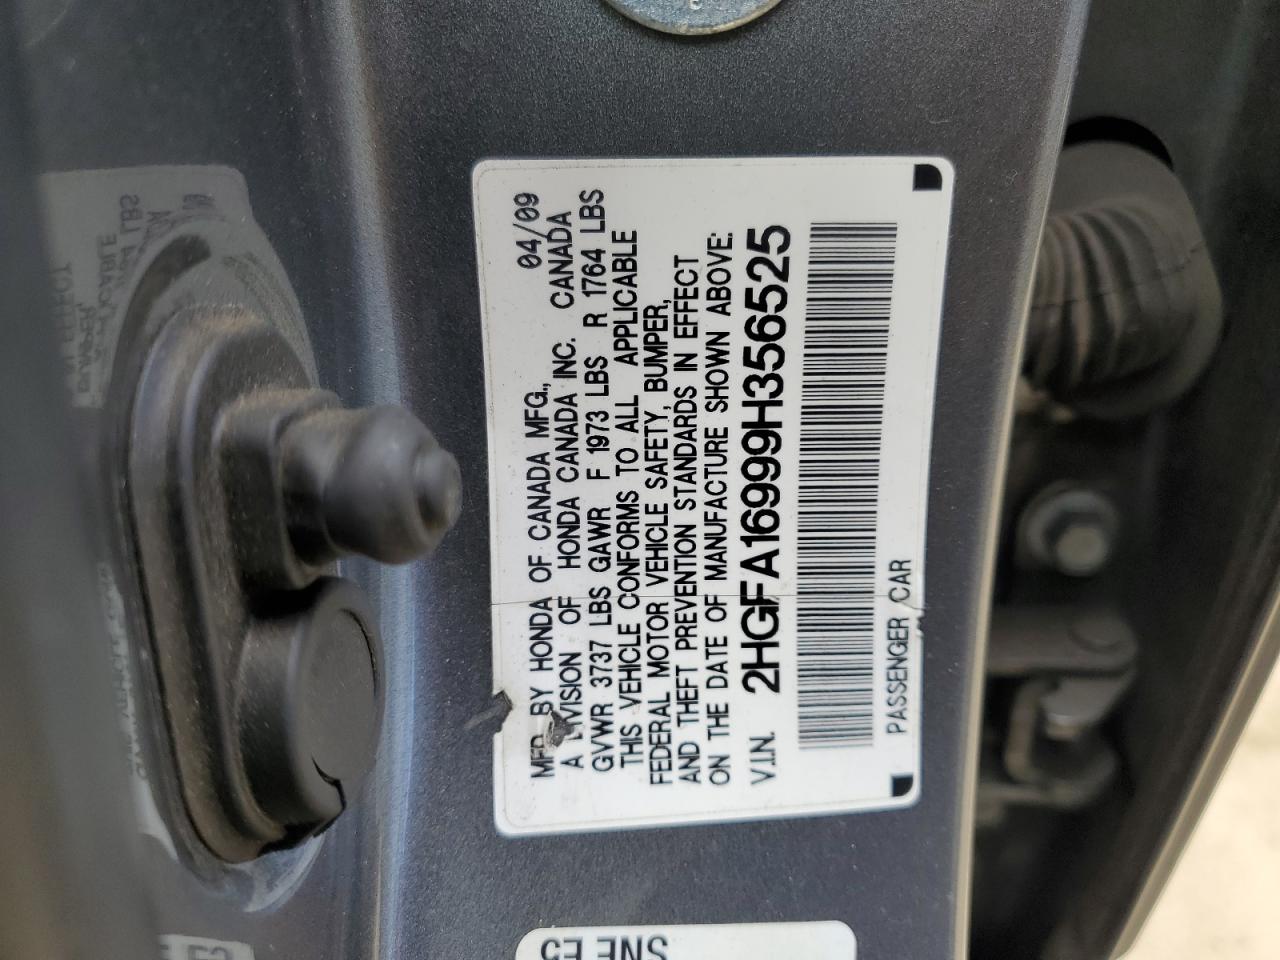 MFD. BY HONDA OF CANADA MFG., 04/09
A DIVISION OF HONDA CANADA INC. CANADA
GVWR 3737 LBS GAWR F 1973 LBS R 1764 LBS
THIS VEHICLE CONFORMS TO ALL APPLICABLE
FEDERAL MOTOR VEHICLE SAFETY, BUMPER,
AND THEFT PREVENTION STANDARDS IN EFFECT
ON THE DATE OF MANUFACTURE SHOWN ABOVE.
V.I.N. 2HGFA16999H356525
PASSENGER CAR